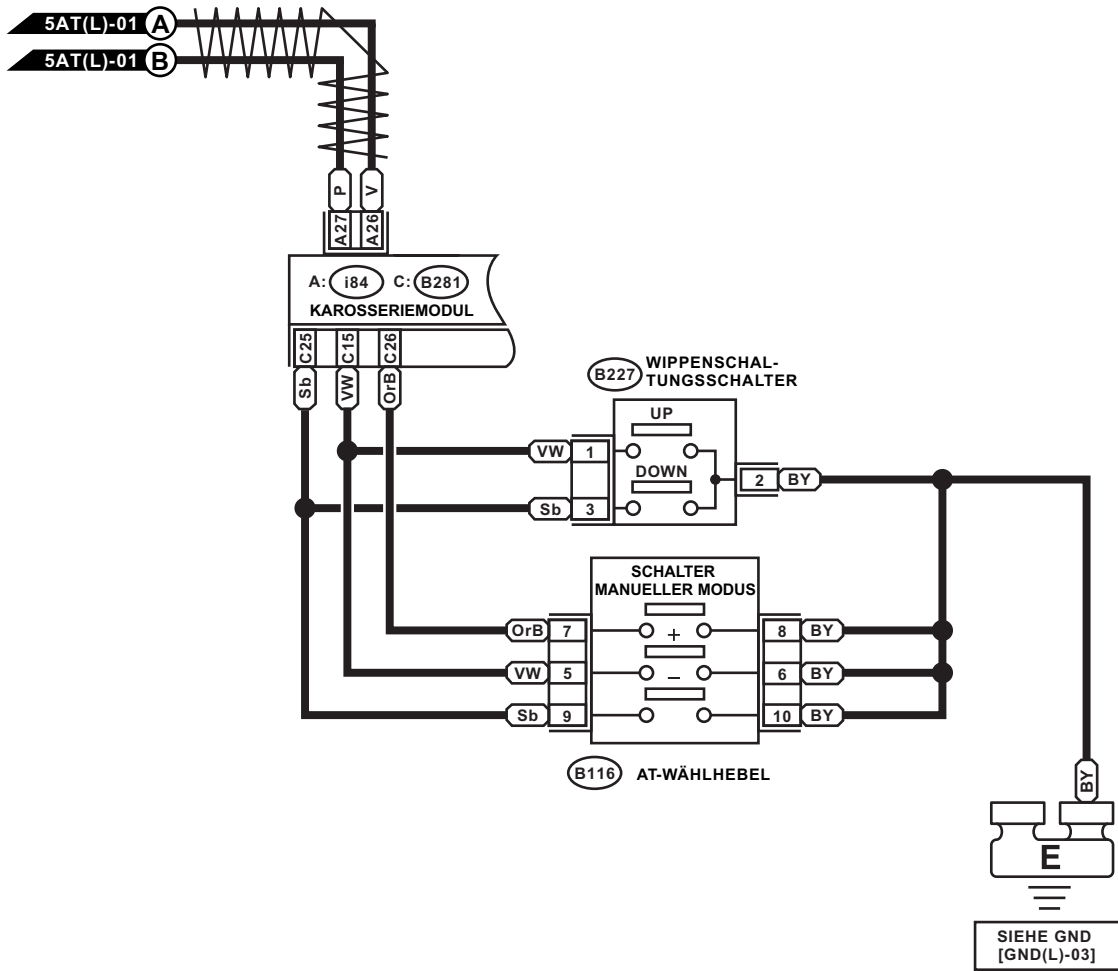 5AT(L)-01 A
5AT(L)-01 B
P V
A27 A26
A: i84 C: B281
KAROSSERIEMODUL
C25 C15 C26
Sb VW OrB
B227 WIPPENSCHAL-
TUNGSSCHALTER
UP
VW 1
DOWN
2 BY
Sb 3
SCHALTER
MANUELLER MODUS
OrB 7 + 8 BY
VW 5 – 6 BY
Sb 9 10 BY
B116 AT-WÄHLHEBEL
BY
E
SIEHE GND
[GND(L)-03]